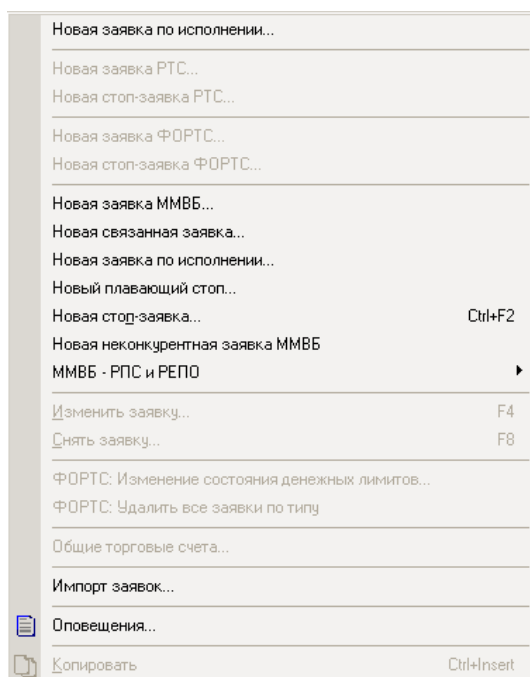 Новая заявка по исполнении...
Новая заявка РТС...
Новая стоп-заявка РТС...
Новая заявка ФОРТС...
Новая стоп-заявка ФОРТС...
Новая заявка ММВБ...
Новая связанная заявка...
Новая заявка по исполнении...
Новый плавающий стоп...
Новая стоп-заявка... Ctrl+F2
Новая неконкурентная заявка ММВБ
ММВБ - РПС и РЕПО
Изменить заявку... F4
Снять заявку... F8
ФОРТС: Изменение состояния денежных лимитов...
ФОРТС: Удалить все заявки по типу
Общие торговые счета...
Импорт заявок...
Оповещения...
Копировать Ctrl+Insert